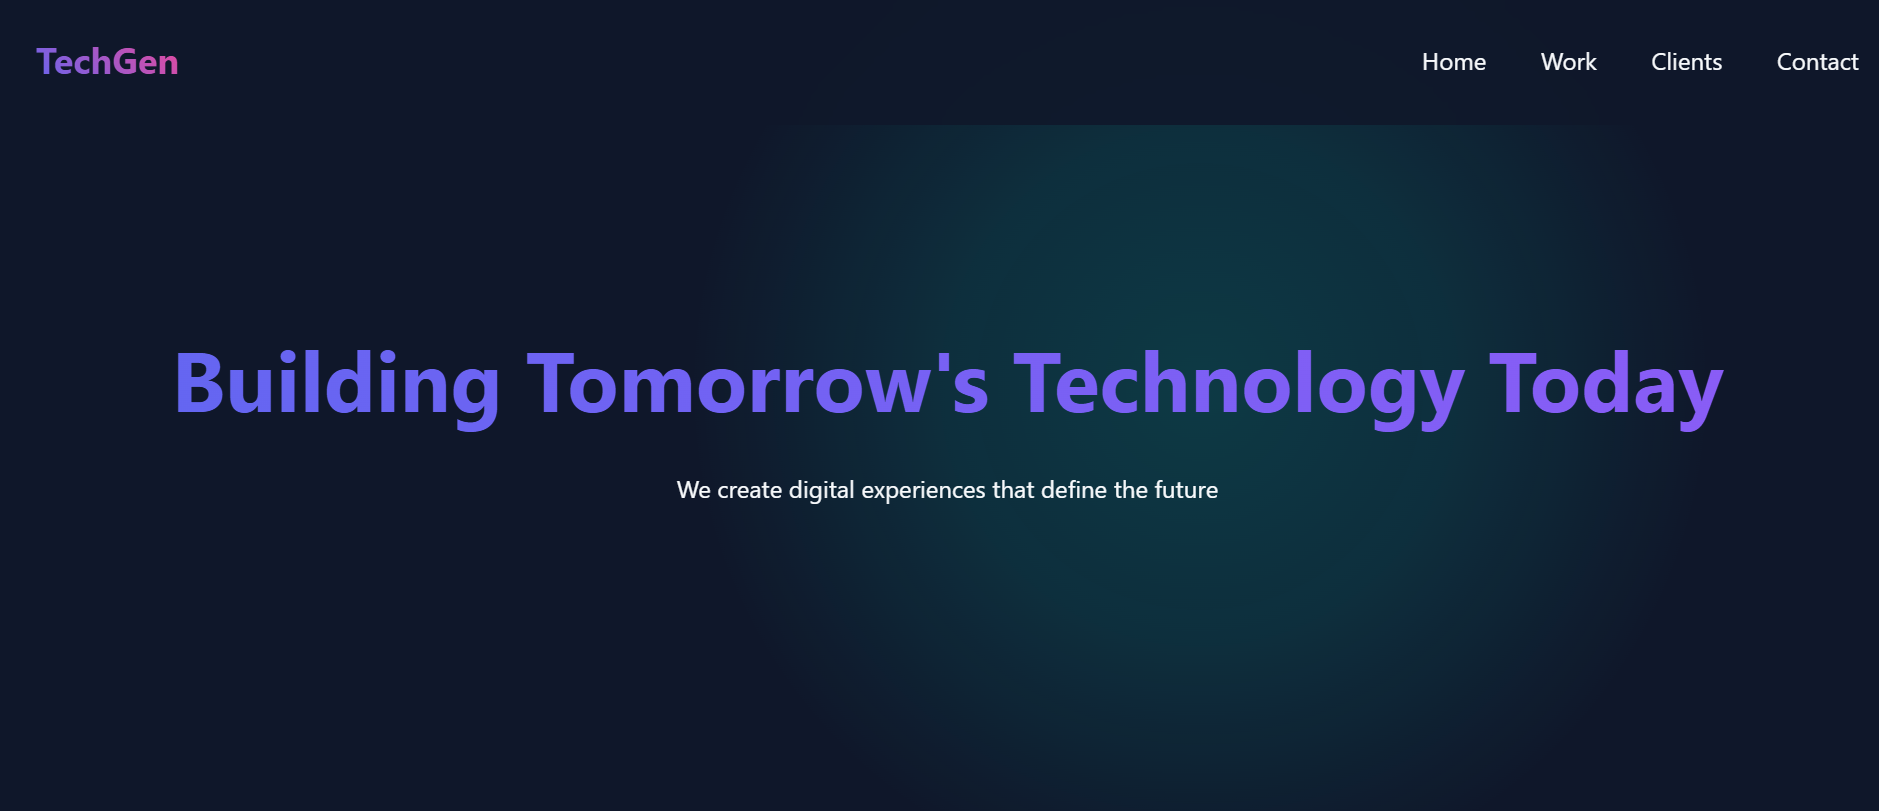 TechGen
Home Work Clients Contact
Building Tomorrow's Technology Today
We create digital experiences that define the future